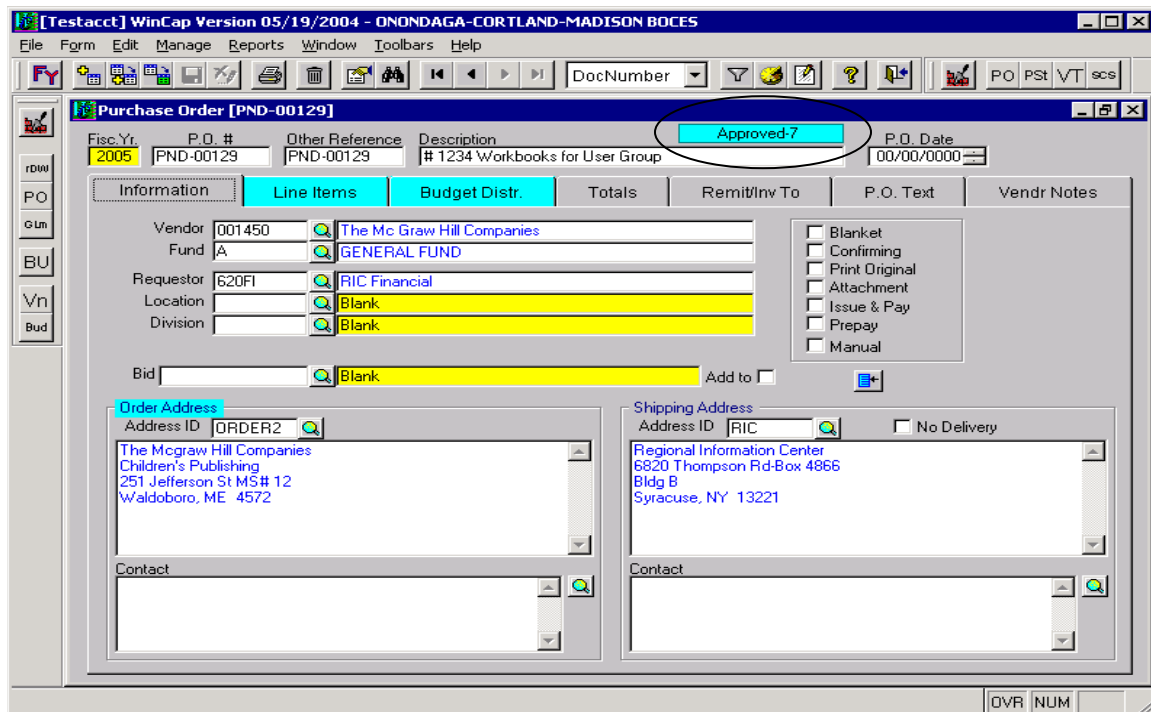 [Testacct] WinCap Version 05/19/2004 - ONONDAGA-CORTLAND-MADISON BOCES
File Form Edit Manage Reports Window Toolbars Help
FY DocNumber PO PSt VT scs
Purchase Order [PND-00129]
Approved-7
Fisc.Yr. P.O. # Other Reference Description P.O. Date
2005 PND-00129 PND-00129 # 1234 Workbooks for User Group 00/00/0000
Information Line Items Budget Distr. Totals Remit/Inv To P.O. Text Vendr Notes
PO
GLm
BU
Vn
Bud
Vendor 001450 The Mc Graw Hill Companies
Fund A GENERAL FUND
Requestor 620FI RIC Financial
Location Blank
Division Blank
Bid Blank Add to
Blanket
Confirming
Print Original
Attachment
Issue & Pay
Prepay
Manual
Order Address
Address ID ORDER2
The Mcgraw Hill Companies
Children's Publishing
251 Jefferson St MS# 12
Waldoboro, ME 4572
Contact
Shipping Address
Address ID RIC No Delivery
Regional Information Center
6820 Thompson Rd-Box 4866
Bldg B
Syracuse, NY 13221
Contact
OVR NUM